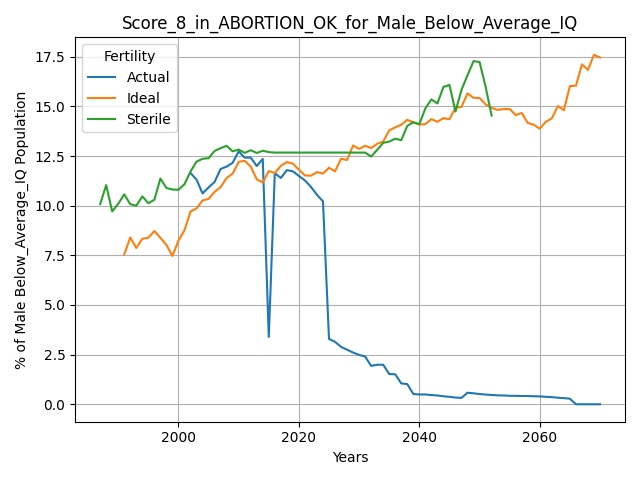 Score_8_in_ABORTION_OK_for_Male_Below_Average_IQ
Fertility
Actual
Ideal
Sterile
% of Male Below_Average_IQ Population
17.5
15.0
12.5
10.0
7.5
5.0
2.5
0.0
2000
2020
2040
2060
Years